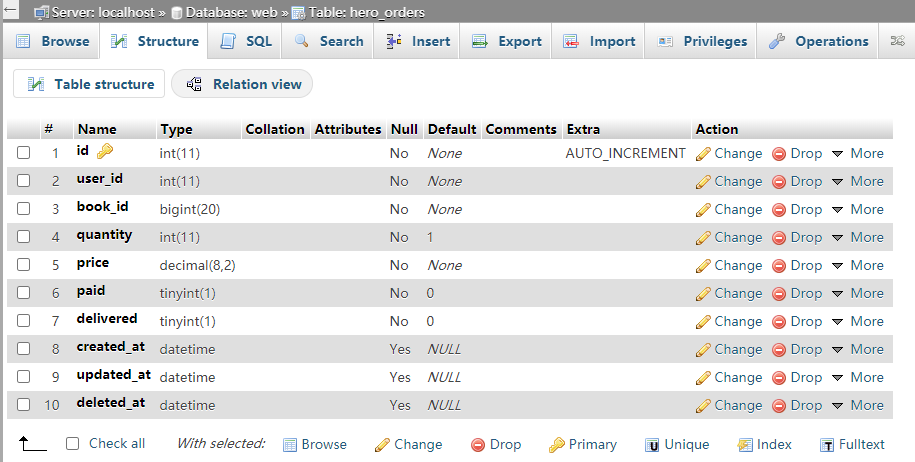 Server: localhost » Database: web » Table: hero_orders
Browse Structure SQL Search Insert Export Import Privileges Operations
Table structure Relation view
# Name Type Collation Attributes Null Default Comments Extra Action
1 id int(11) No None AUTO_INCREMENT Change Drop More
2 user_id int(11) No None Change Drop More
3 book_id bigint(20) No None Change Drop More
4 quantity int(11) No 1 Change Drop More
5 price decimal(8,2) No None Change Drop More
6 paid tinyint(1) No 0 Change Drop More
7 delivered tinyint(1) No 0 Change Drop More
8 created_at datetime Yes NULL Change Drop More
9 updated_at datetime Yes NULL Change Drop More
10 deleted_at datetime Yes NULL Change Drop More
Check all With selected: Browse Change Drop Primary Unique Index Fulltext